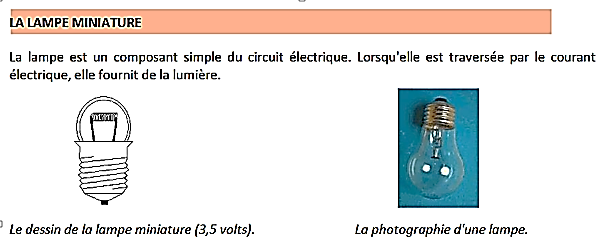 LA LAMPE MINIATURE
La lampe est un composant simple du circuit électrique. Lorsqu'elle est traversée par le courant
électrique, elle fournit de la lumière.
Le dessin de la lampe miniature (3,5 volts).
La photographie d'une lampe.